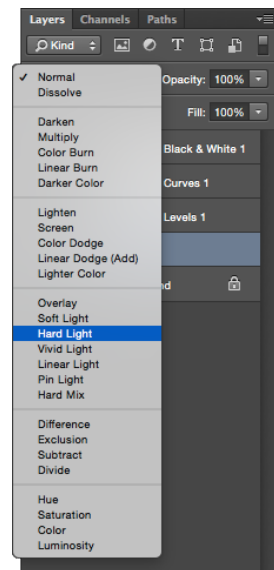 Layers Channels Paths
Kind T
Normal Opacity: 100%
Dissolve
Fill: 100%
Darken
Multiply
Color Burn Black & White 1
Linear Burn
Darker Color Curves 1
Lighten
Screen Levels 1
Color Dodge
Linear Dodge (Add)
Lighter Color
Overlay
Soft Light
Hard Light
Vivid Light
Linear Light
Pin Light
Hard Mix
Difference
Exclusion
Subtract
Divide
Hue
Saturation
Color
Luminosity